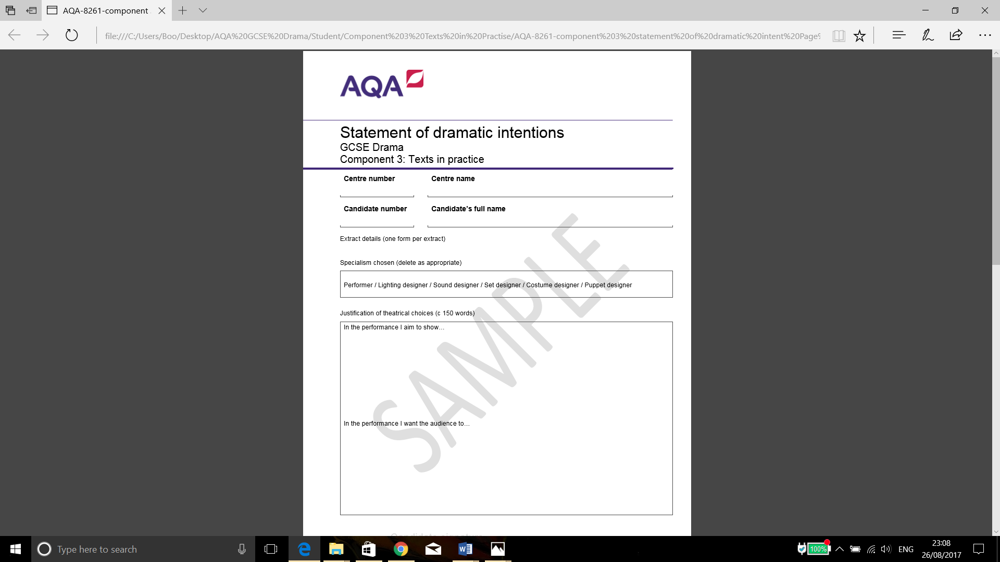 AQA-8261-component
file:///C:/Users/Boo/Desktop/AQA%20GCSE%20Drama/Student/Component%203%20Texts%20in%20Practise/AQA-8261-component%203%20statement%20of%20dramatic%20intent%20Page%
AQA
Statement of dramatic intentions
GCSE Drama
Component 3: Texts in practice
Centre number Centre name
Candidate number Candidate’s full name
Extract details (one form per extract)
Specialism chosen (delete as appropriate)
Performer / Lighting designer / Sound designer / Set designer / Costume designer / Puppet designer
Justification of theatrical choices (c 150 words)
In the performance I aim to show…
In the performance I want the audience to…
SAMPLE
Type here to search
100%
ENG
23:08
26/08/2017